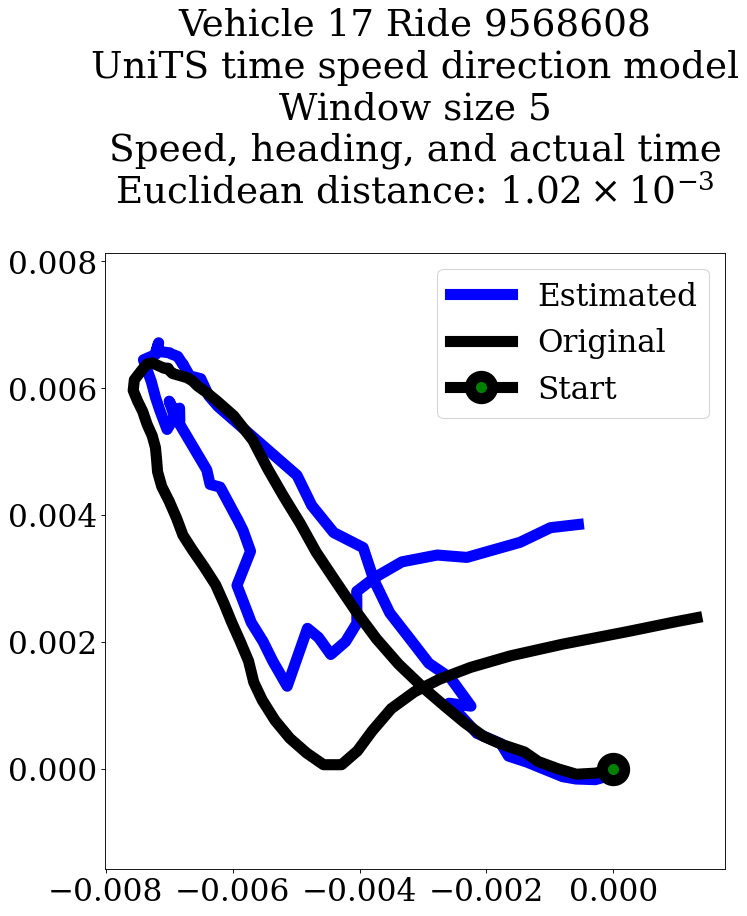 Vehicle 17 Ride 9568608
UniTS time speed direction model
Window size 5
Speed, heading, and actual time
Euclidean distance: 1.02 × 10⁻³
0.008
0.006
0.004
0.002
0.000
Estimated
Original
Start
−0.008 −0.006 −0.004 −0.002 0.000